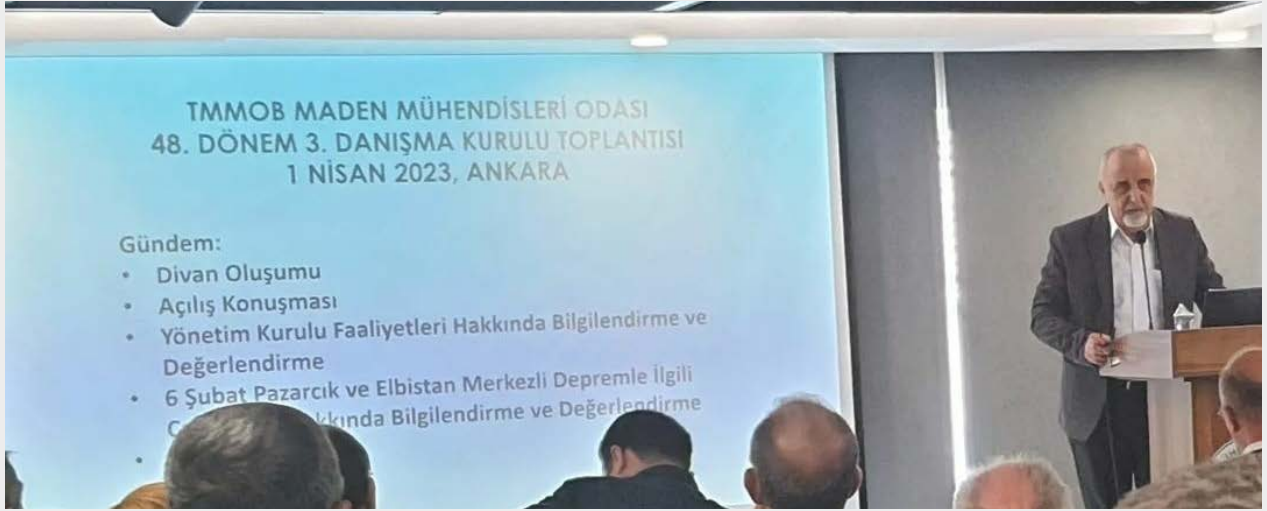 TMMOB MADEN MÜHENDİSLERİ ODASI
48. DÖNEM 3. DANIŞMA KURULU TOPLANTISI
1 NİSAN 2023, ANKARA
Gündem:
• Divan Oluşumu
• Açılış Konuşması
• Yönetim Kurulu Faaliyetleri Hakkında Bilgilendirme ve
Değerlendirme
• 6 Şubat Pazarcık ve Elbistan Merkezli Depremle İlgili
Bilgilendirme ve Değerlendirme